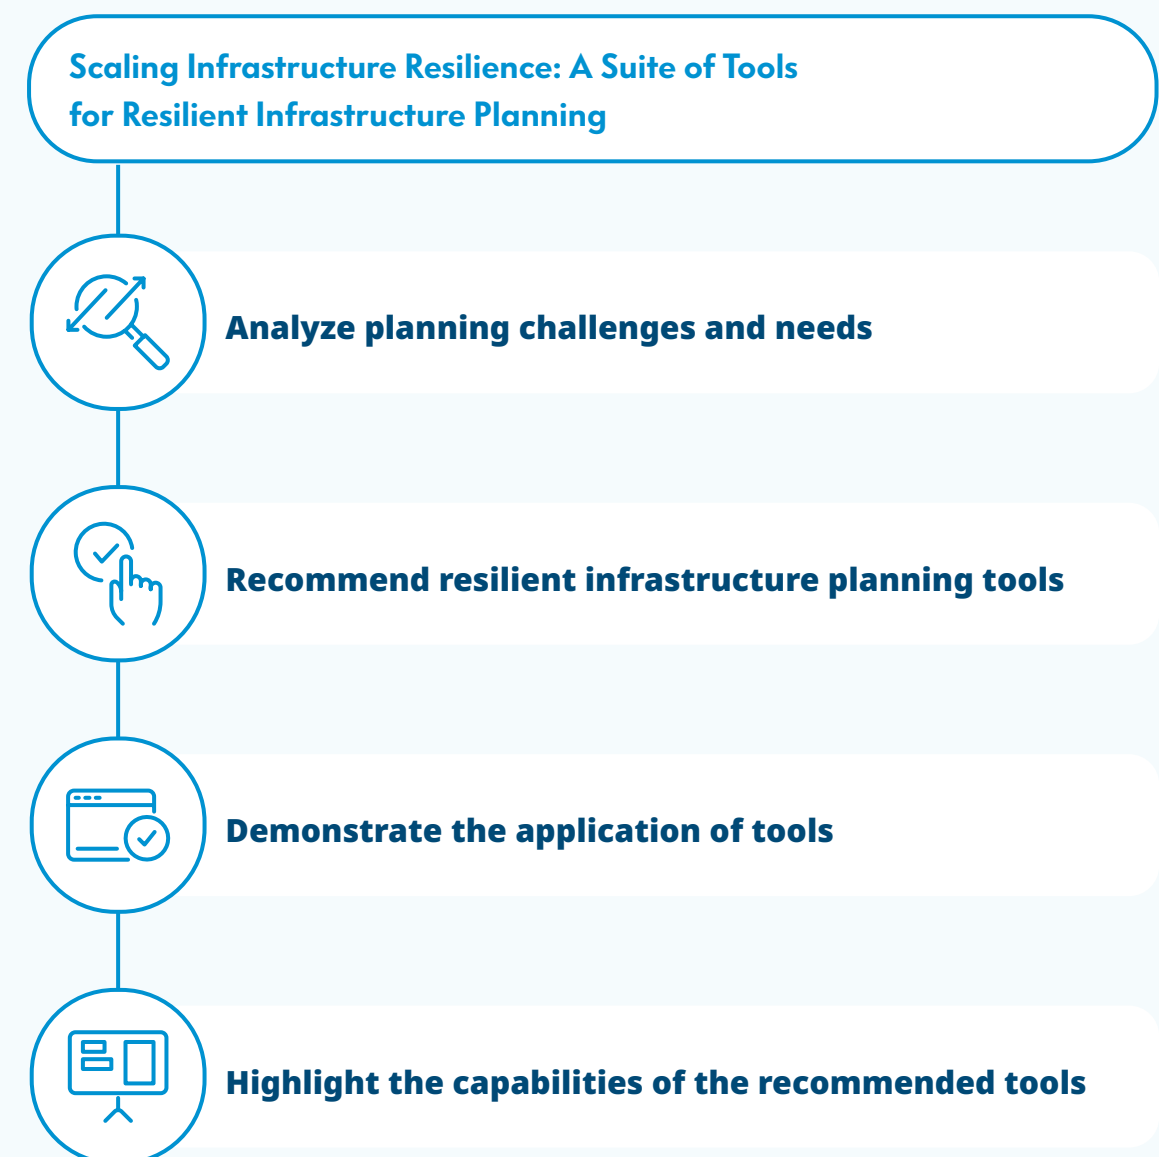 Scaling Infrastructure Resilience: A Suite of Tools
for Resilient Infrastructure Planning
Analyze planning challenges and needs
Recommend resilient infrastructure planning tools
Demonstrate the application of tools
Highlight the capabilities of the recommended tools